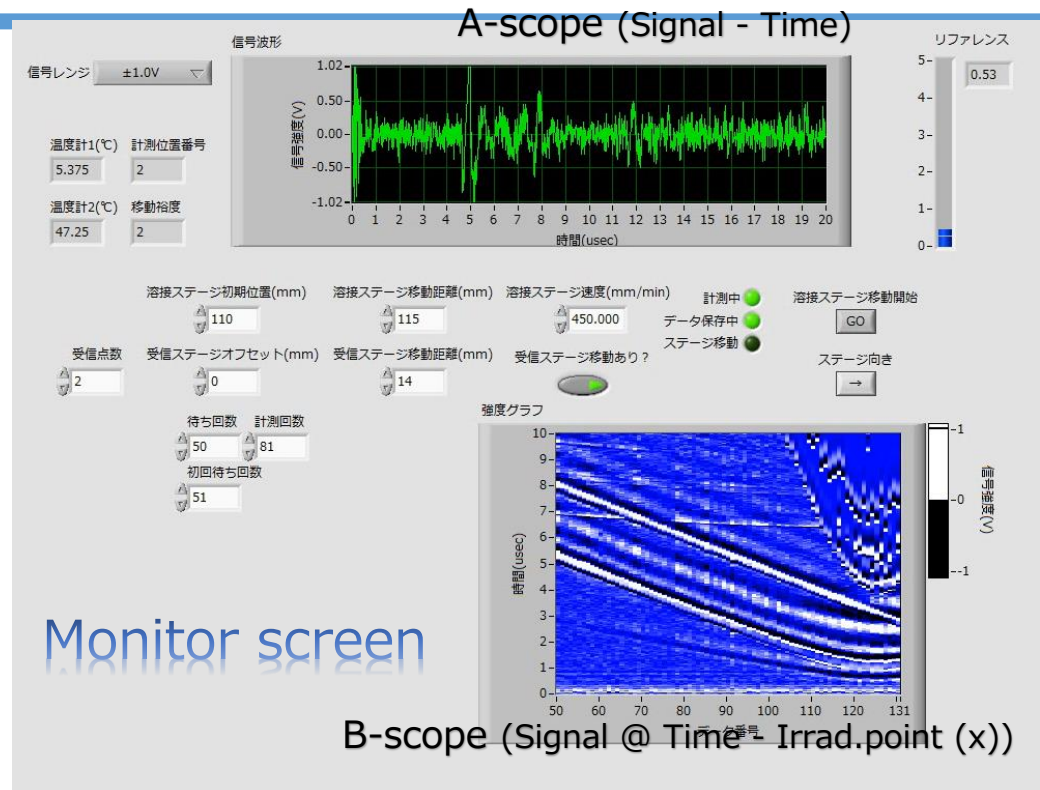 A-scope (Signal - Time)
信号波形
リファレンス
信号レンジ ±1.0V
0.53
5
4
3
2
1
0
信号強度(V)
1.02
0.50
0.00
-0.50
-1.02
0 1 2 3 4 5 6 7 8 9 10 11 12 13 14 15 16 17 18 19 20
時間(usec)
温度計1(℃) 計測位置番号
5.375 2
温度計2(℃) 移動裕度
47.25 2
溶接ステージ初期位置(mm) 溶接ステージ移動距離(mm) 溶接ステージ速度(mm/min)
110 115 450.000
計測中
データ保存中
ステージ移動
溶接ステージ移動開始
GO
受信点数 受信ステージオフセット(mm) 受信ステージ移動距離(mm) 受信ステージ移動あり？
2 0 14
ステージ向き
→
待ち回数 計測回数
50 81
初回待ち回数
51
強度グラフ
時間(usec)
10
9
8
7
6
5
4
3
2
1
0
50 60 70 80 90 100 110 120 131
データ番号
1
0
-1
信号強度(V)
Monitor screen
B-scope (Signal @ Time - Irrad.point (x))